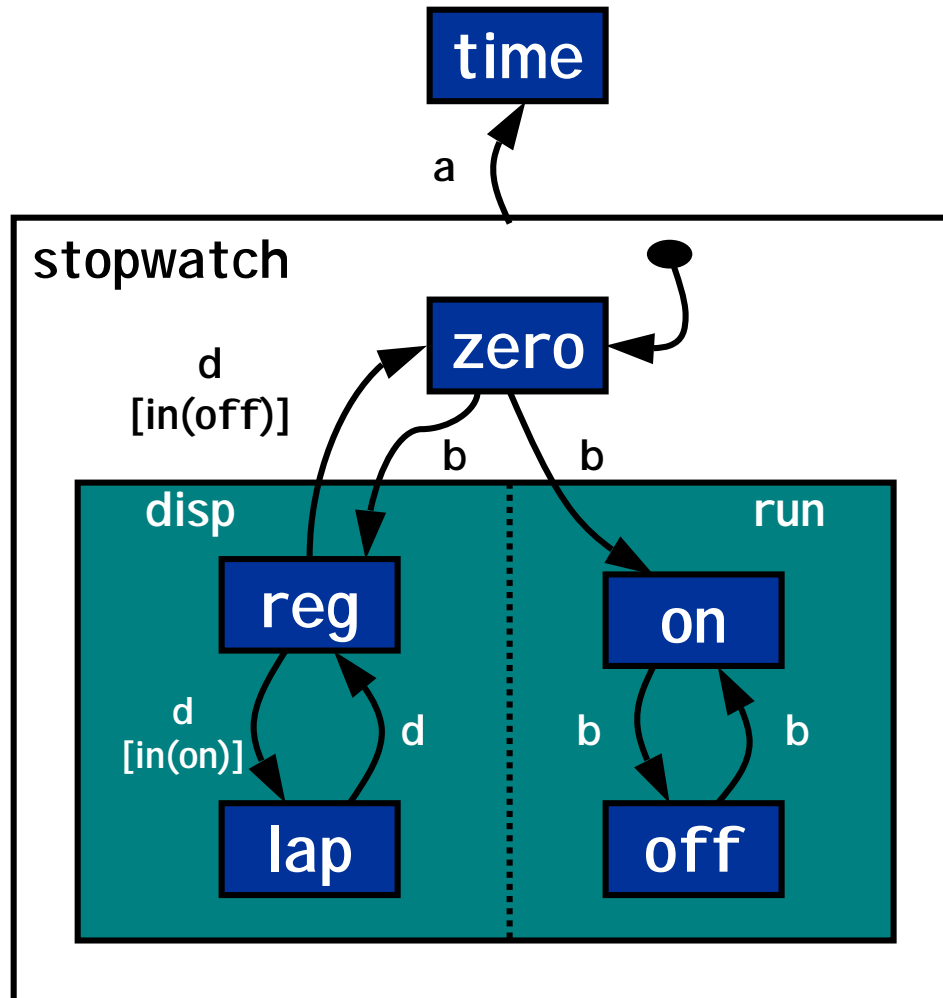 time
a
stopwatch
zero
d
[in(off)]
b
b
disp
run
reg
on
d
[in(on)]
d
b
b
lap
off